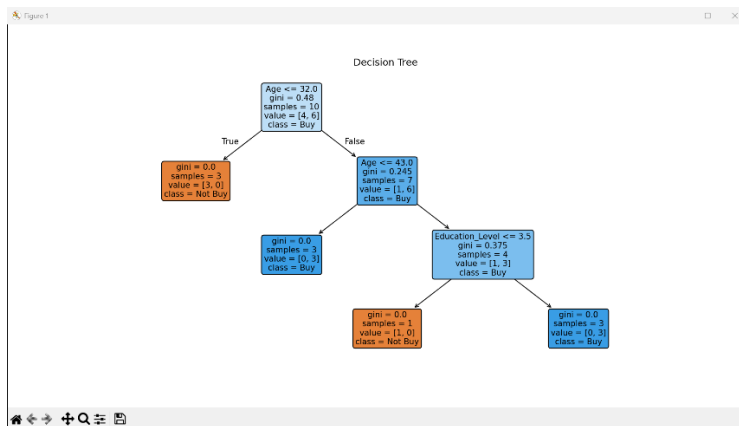 Figure 1
Decision Tree
Age <= 32.0
gini = 0.48
samples = 10
value = [4, 6]
class = Buy
True
False
gini = 0.0
samples = 3
value = [3, 0]
class = Not Buy
Age <= 43.0
gini = 0.245
samples = 7
value = [1, 6]
class = Buy
gini = 0.0
samples = 3
value = [0, 3]
class = Buy
Education_Level <= 3.5
gini = 0.375
samples = 4
value = [1, 3]
class = Buy
gini = 0.0
samples = 1
value = [1, 0]
class = Not Buy
gini = 0.0
samples = 3
value = [0, 3]
class = Buy